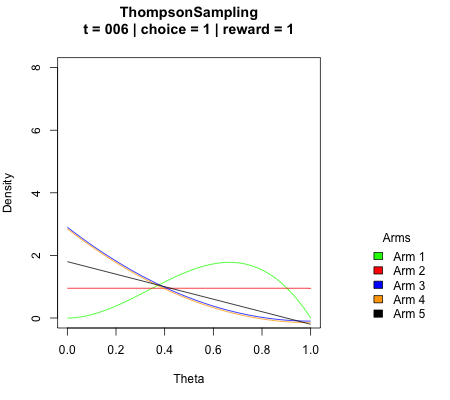 ThompsonSampling
t = 006 | choice = 1 | reward = 1
8
6
4
2
0
Density
0.0 0.2 0.4 0.6 0.8 1.0
Theta
Arms
Arm 1
Arm 2
Arm 3
Arm 4
Arm 5